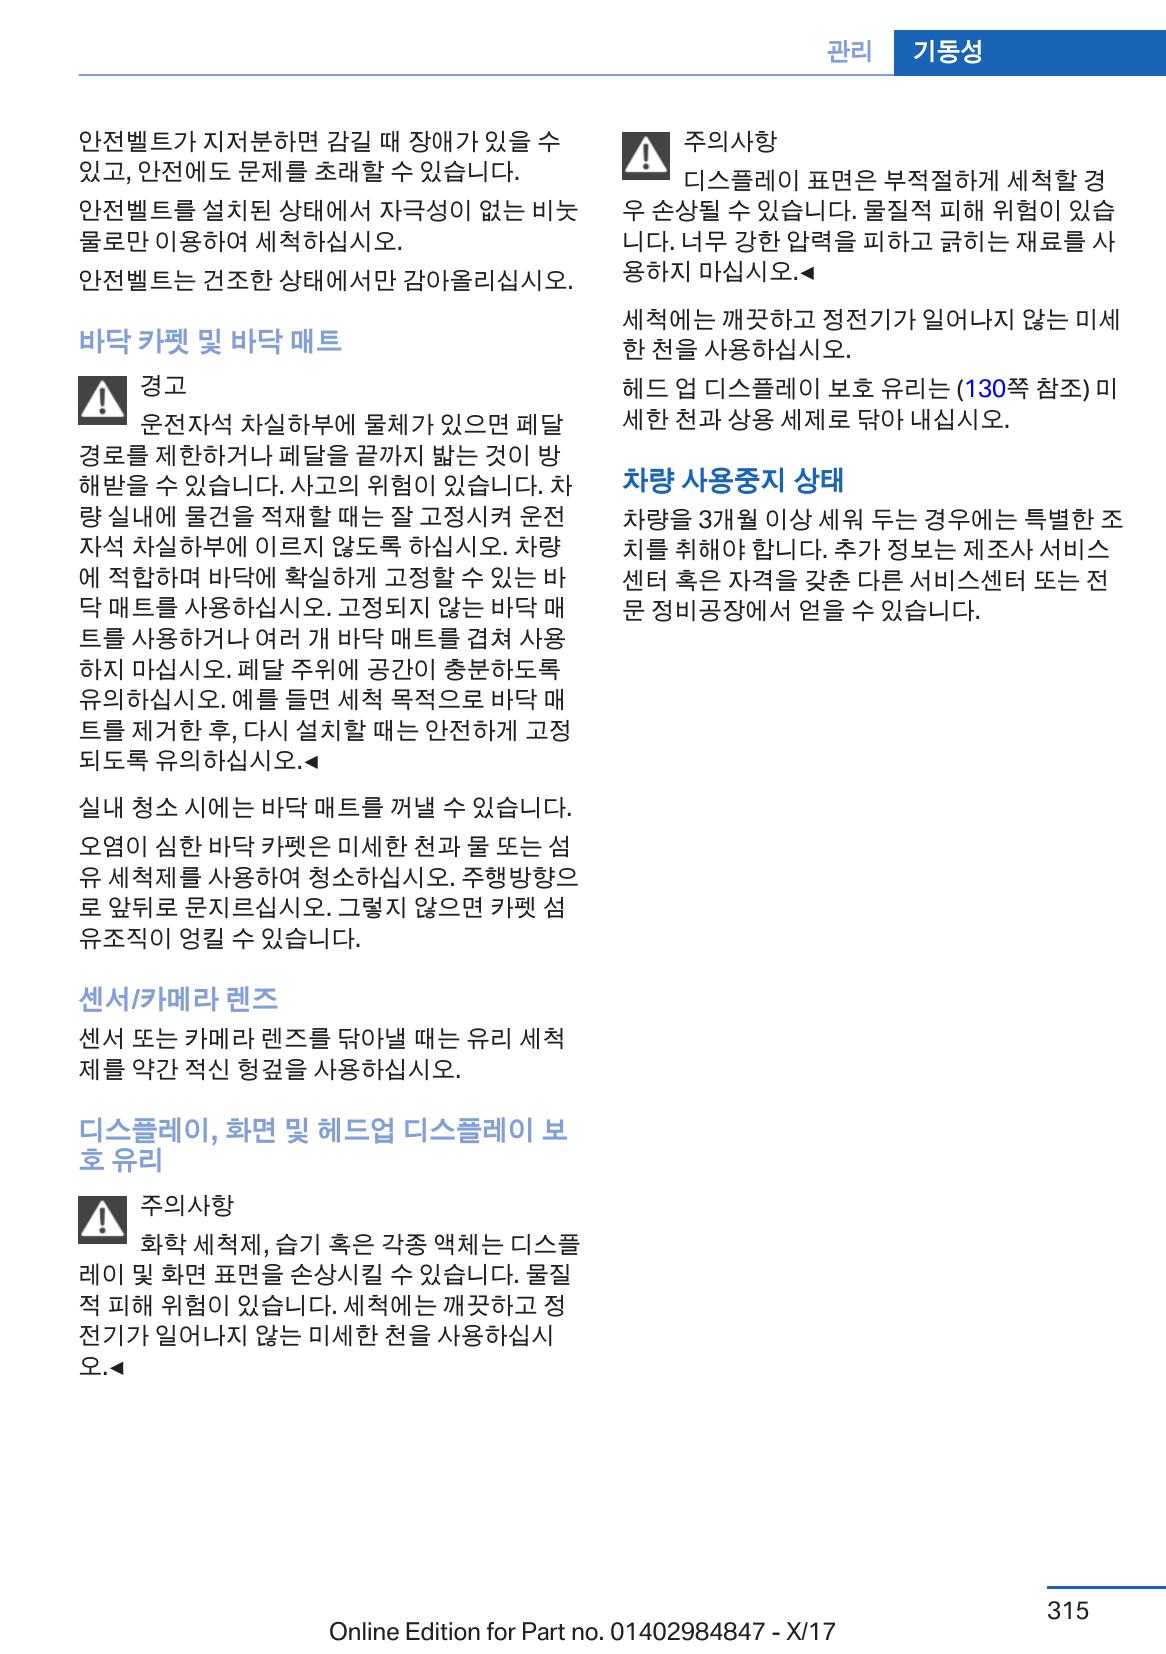 관리 기동성
안전벨트가 지저분하면 감길 때 장애가 있을 수
있고, 안전에도 문제를 초래할 수 있습니다.
안전벨트를 설치된 상태에서 자극성이 없는 비눗
물로만 이용하여 세척하십시오.
안전벨트는 건조한 상태에서만 감아올리십시오.
바닥 카펫 및 바닥 매트
경고
운전자석 차실하부에 물체가 있으면 페달
경로를 제한하거나 페달을 끝까지 밟는 것이 방
해받을 수 있습니다. 사고의 위험이 있습니다. 차
량 실내에 물건을 적재할 때는 잘 고정시켜 운전
자석 차실하부에 이르지 않도록 하십시오. 차량
에 적합하며 바닥에 확실하게 고정할 수 있는 바
닥 매트를 사용하십시오. 고정되지 않는 바닥 매
트를 사용하거나 여러 개 바닥 매트를 겹쳐 사용
하지 마십시오. 페달 주위에 공간이 충분하도록
유의하십시오. 예를 들면 세척 목적으로 바닥 매
트를 제거한 후, 다시 설치할 때는 안전하게 고정
되도록 유의하십시오.◄
실내 청소 시에는 바닥 매트를 꺼낼 수 있습니다.
오염이 심한 바닥 카펫은 미세한 천과 물 또는 섬
유 세척제를 사용하여 청소하십시오. 주행방향으
로 앞뒤로 문지르십시오. 그렇지 않으면 카펫 섬
유조직이 엉킬 수 있습니다.
센서/카메라 렌즈
센서 또는 카메라 렌즈를 닦아낼 때는 유리 세척
제를 약간 적신 헝겊을 사용하십시오.
디스플레이, 화면 및 헤드업 디스플레이 보
호 유리
주의사항
화학 세척제, 습기 혹은 각종 액체는 디스플
레이 및 화면 표면을 손상시킬 수 있습니다. 물질
적 피해 위험이 있습니다. 세척에는 깨끗하고 정
전기가 일어나지 않는 미세한 천을 사용하십시
오.◄
주의사항
디스플레이 표면은 부적절하게 세척할 경
우 손상될 수 있습니다. 물질적 피해 위험이 있습
니다. 너무 강한 압력을 피하고 긁히는 재료를 사
용하지 마십시오.◄
세척에는 깨끗하고 정전기가 일어나지 않는 미세
한 천을 사용하십시오.
헤드 업 디스플레이 보호 유리는 (130쪽 참조) 미
세한 천과 상용 세제로 닦아 내십시오.
차량 사용중지 상태
차량을 3개월 이상 세워 두는 경우에는 특별한 조
치를 취해야 합니다. 추가 정보는 제조사 서비스
센터 혹은 자격을 갖춘 다른 서비스센터 또는 전
문 정비공장에서 얻을 수 있습니다.
315
Online Edition for Part no. 01402984847 - X/17